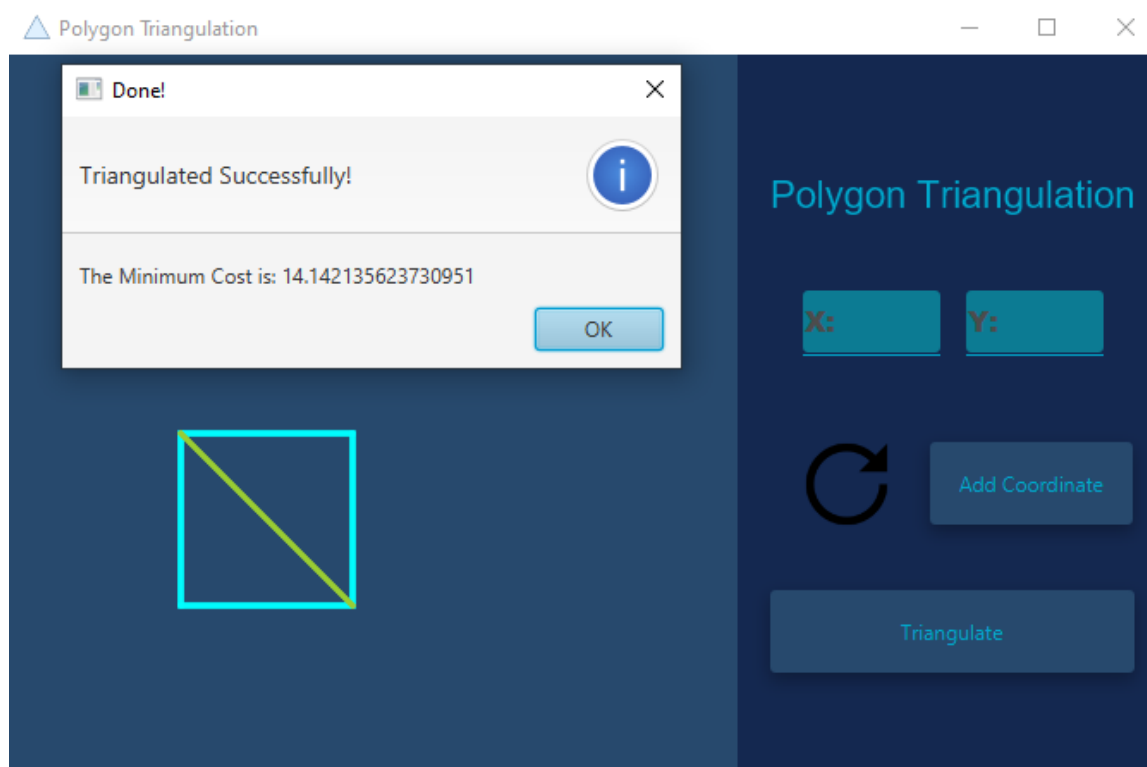 Polygon Triangulation
Done!
Triangulated Successfully!
i
The Minimum Cost is: 14.142135623730951
OK
Polygon Triangulation
X: Y:
Add Coordinate
Triangulate